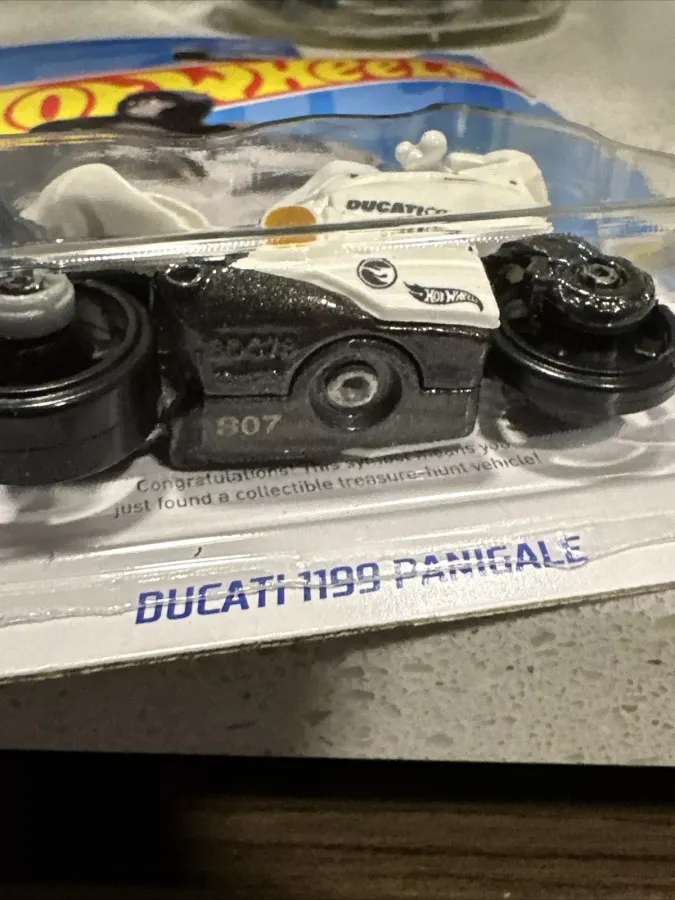 Hot Wheels
DUCATI
HOT WHEELS
807
Congratulations! This symbol means you
just found a collectible treasure-hunt vehicle!
DUCATI 1199 PANIGALE